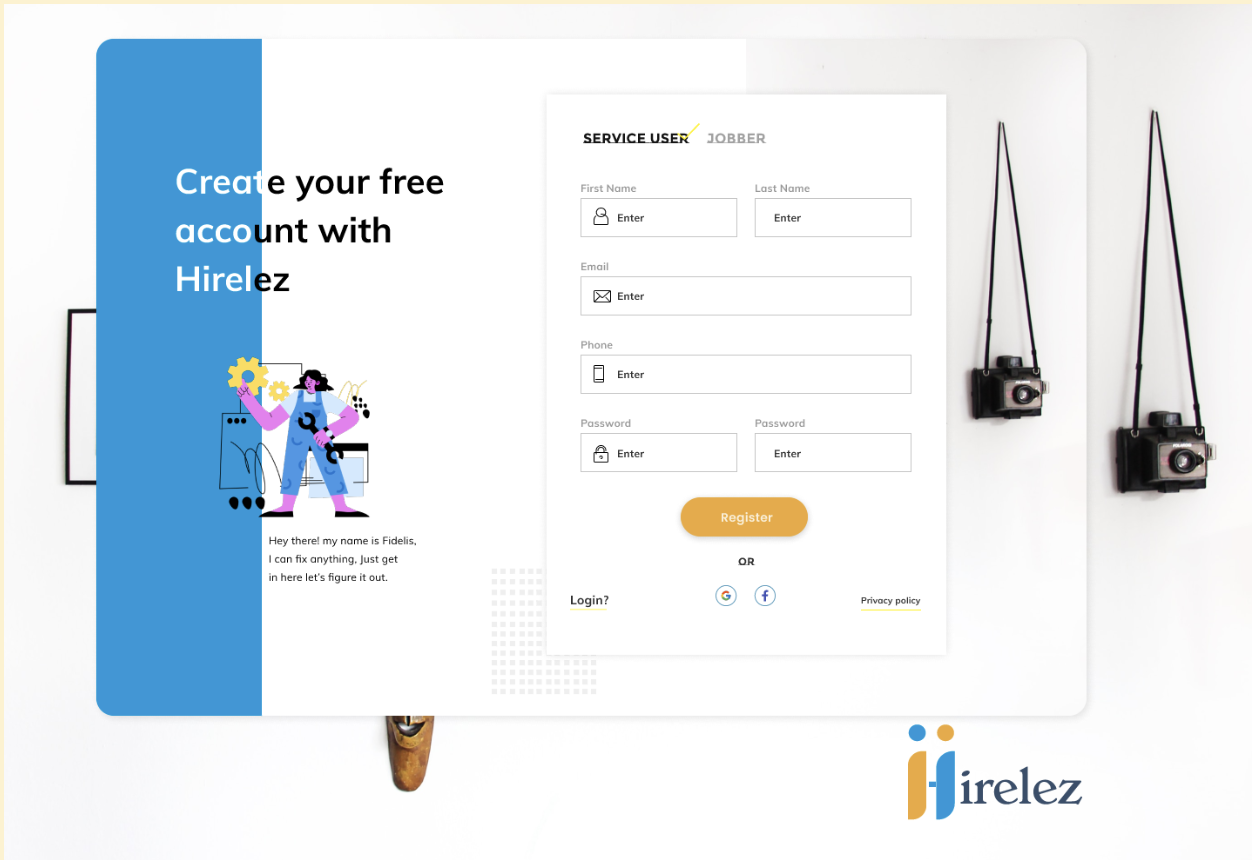 Create your free
account with
Hirelez
Hey there! my name is Fidelis,
I can fix anything, Just get
in here let's figure it out.
SERVICE USER JOBBER
First Name Last Name
Enter Enter
Email
Enter
Phone
Enter
Password Password
Enter Enter
Register
OR
Login? Privacy policy
Hirelez